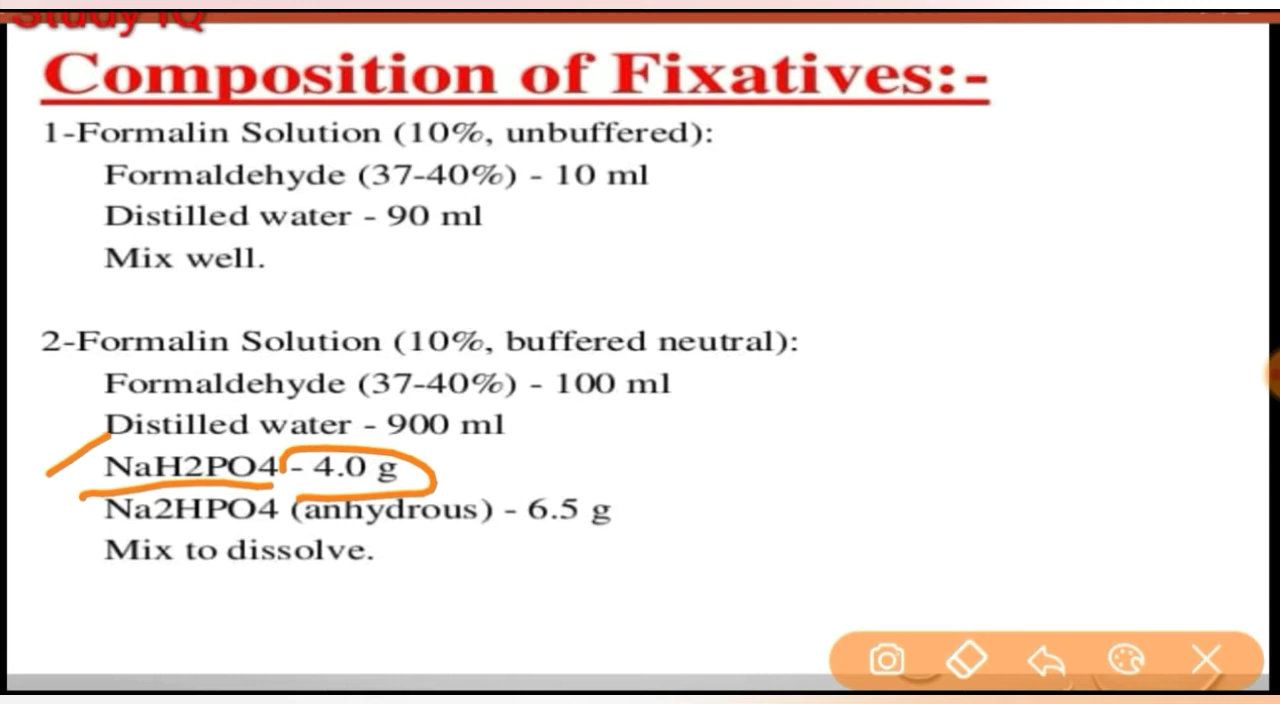 Study IQ
Composition of Fixatives:-
1-Formalin Solution (10%, unbuffered):
Formaldehyde (37-40%) - 10 ml
Distilled water - 90 ml
Mix well.
2-Formalin Solution (10%, buffered neutral):
Formaldehyde (37-40%) - 100 ml
Distilled water - 900 ml
NaH2PO4 - 4.0 g
Na2HPO4 (anhydrous) - 6.5 g
Mix to dissolve.